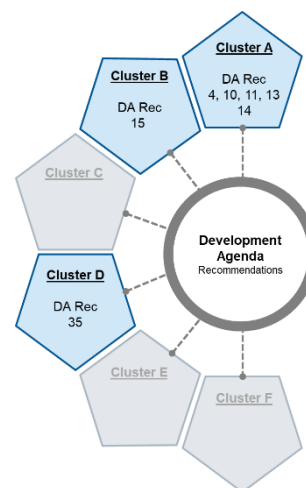 Cluster A
DA Rec
4, 10, 11, 13
14
Cluster B
DA Rec
15
Cluster C
Development
Agenda
Recommendations
Cluster D
DA Rec
35
Cluster E
Cluster F